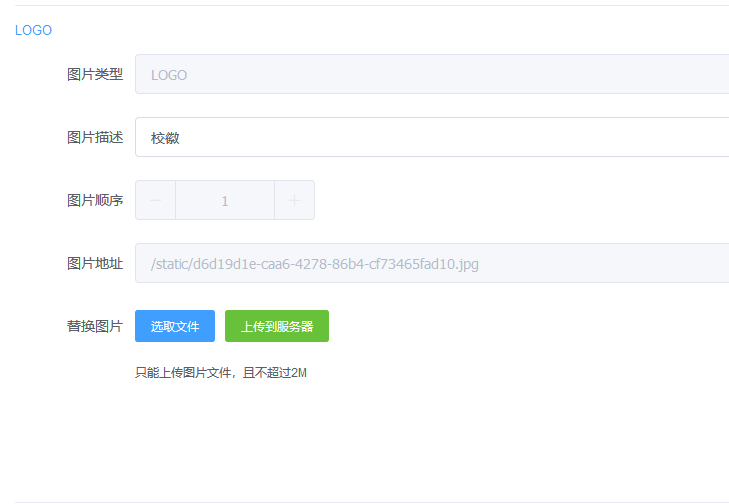 LOGO
图片类型 LOGO
图片描述 校徽
图片顺序 1
图片地址 /static/d6d19d1e-caa6-4278-86b4-cf73465fad10.jpg
替换图片 选取文件 上传到服务器
只能上传图片文件，且不超过2M